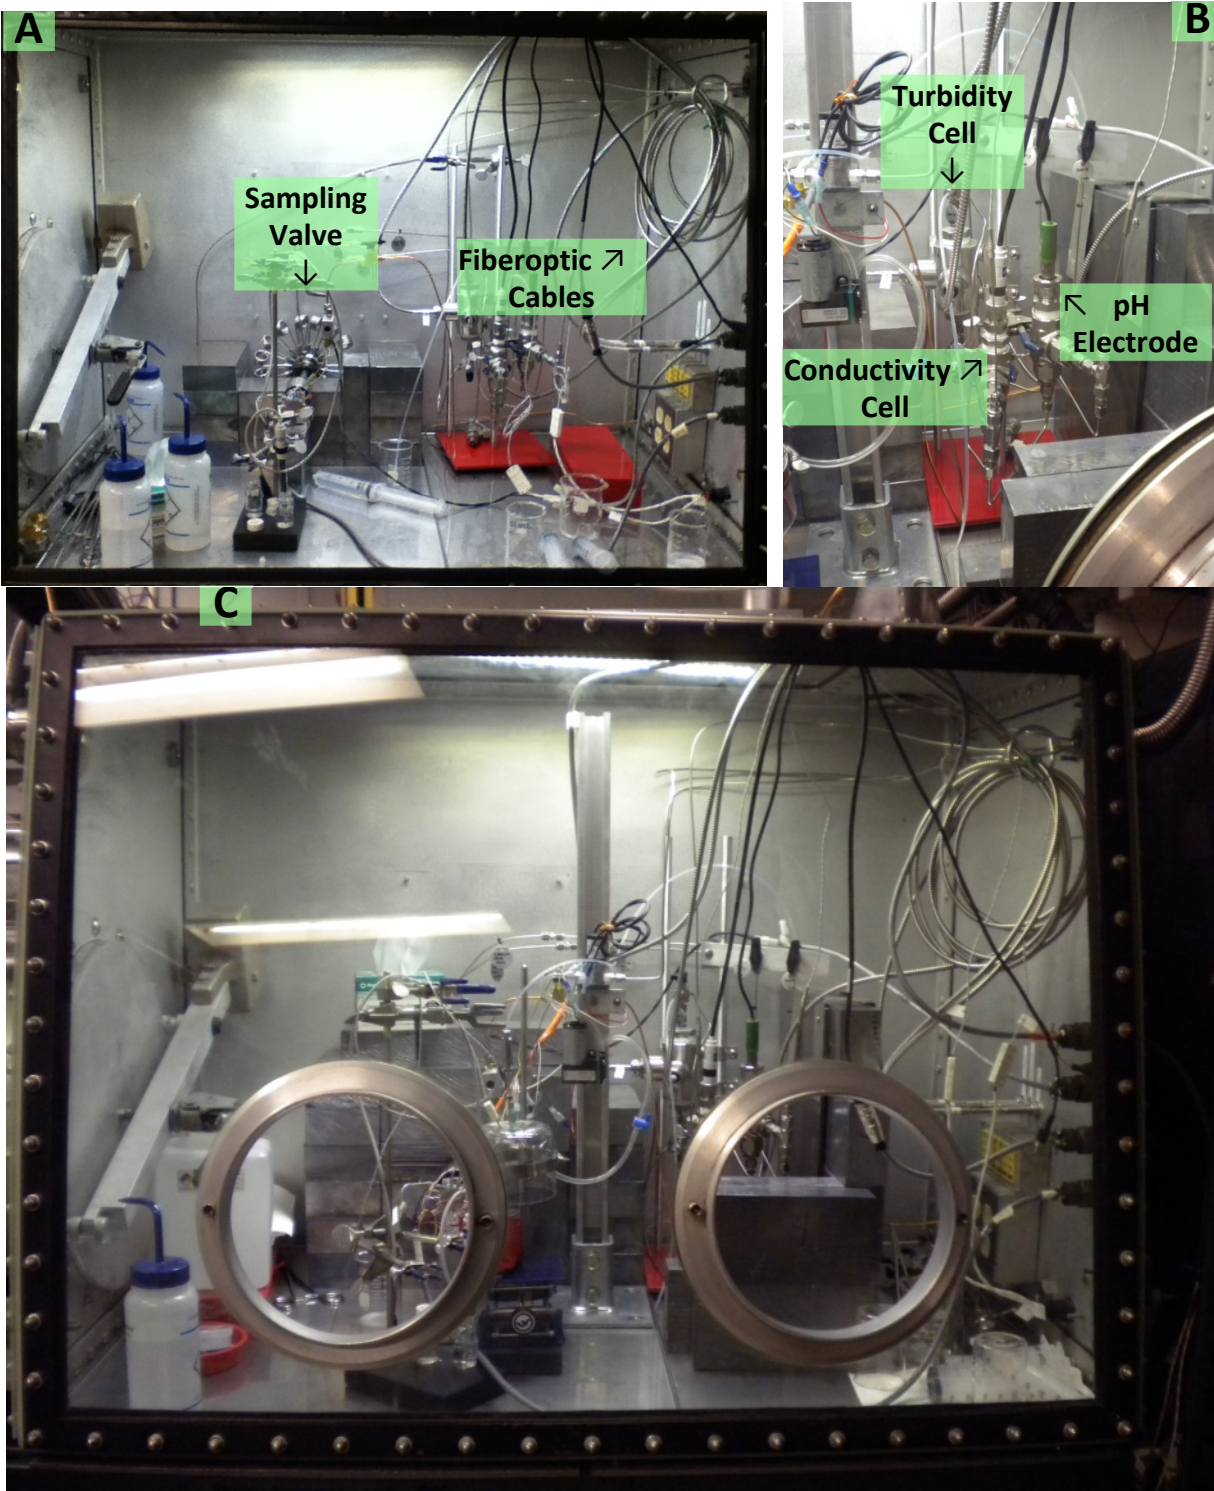 A
Sampling
Valve
↓
Fiberoptic ↗
Cables
B
Turbidity
Cell
↓
↖ pH
Electrode
Conductivity ↗
Cell
C